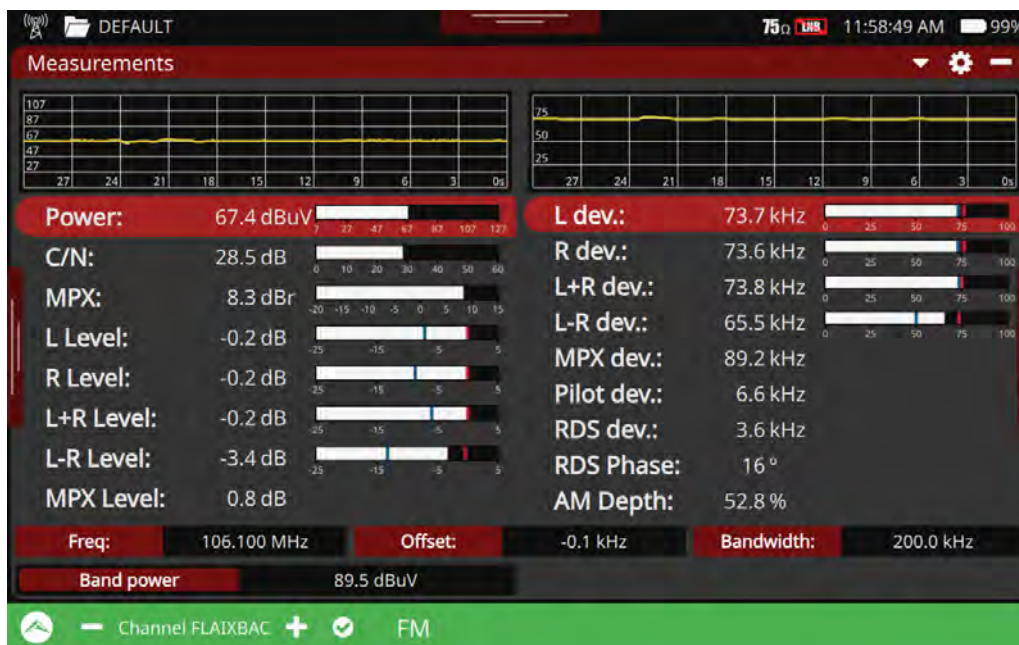 DEFAULT 75Ω LNB 11:58:49 AM 99%
Measurements
107
87
67
47
27
27 24 21 18 15 12 9 6 3 0s
75
50
25
27 24 21 18 15 12 9 6 3 0s
Power: 67.4 dBuV
7 27 47 67 87 107 127
C/N: 28.5 dB
0 10 20 30 40 50 60
MPX: 8.3 dBr
-20 -15 -10 -5 0 5 10 15
L Level: -0.2 dB
-25 -15 -5 5
R Level: -0.2 dB
-25 -15 -5 5
L+R Level: -0.2 dB
-25 -15 -5 5
L-R Level: -3.4 dB
-25 -15 -5 5
MPX Level: 0.8 dB
L dev.: 73.7 kHz
0 25 50 75 100
R dev.: 73.6 kHz
0 25 50 75 100
L+R dev.: 73.8 kHz
0 25 50 75 100
L-R dev.: 65.5 kHz
0 25 50 75 100
MPX dev.: 89.2 kHz
Pilot dev.: 6.6 kHz
RDS dev.: 3.6 kHz
RDS Phase: 16 º
AM Depth: 52.8 %
Freq: 106.100 MHz Offset: -0.1 kHz Bandwidth: 200.0 kHz
Band power 89.5 dBuV
Channel FLAIXBAC FM